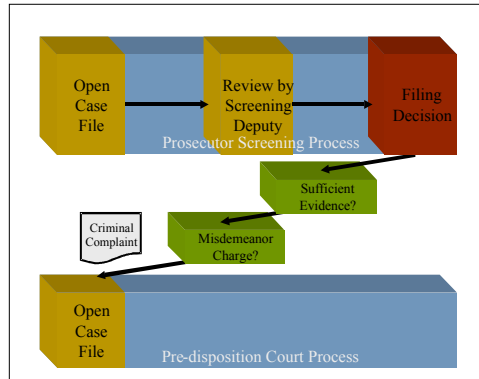 Open
Case
File
Review by
Screening
Deputy
Filing
Decision
Prosecutor Screening Process
Sufficient
Evidence?
Criminal
Complaint
Misdemeanor
Charge?
Open
Case
File
Pre-disposition Court Process